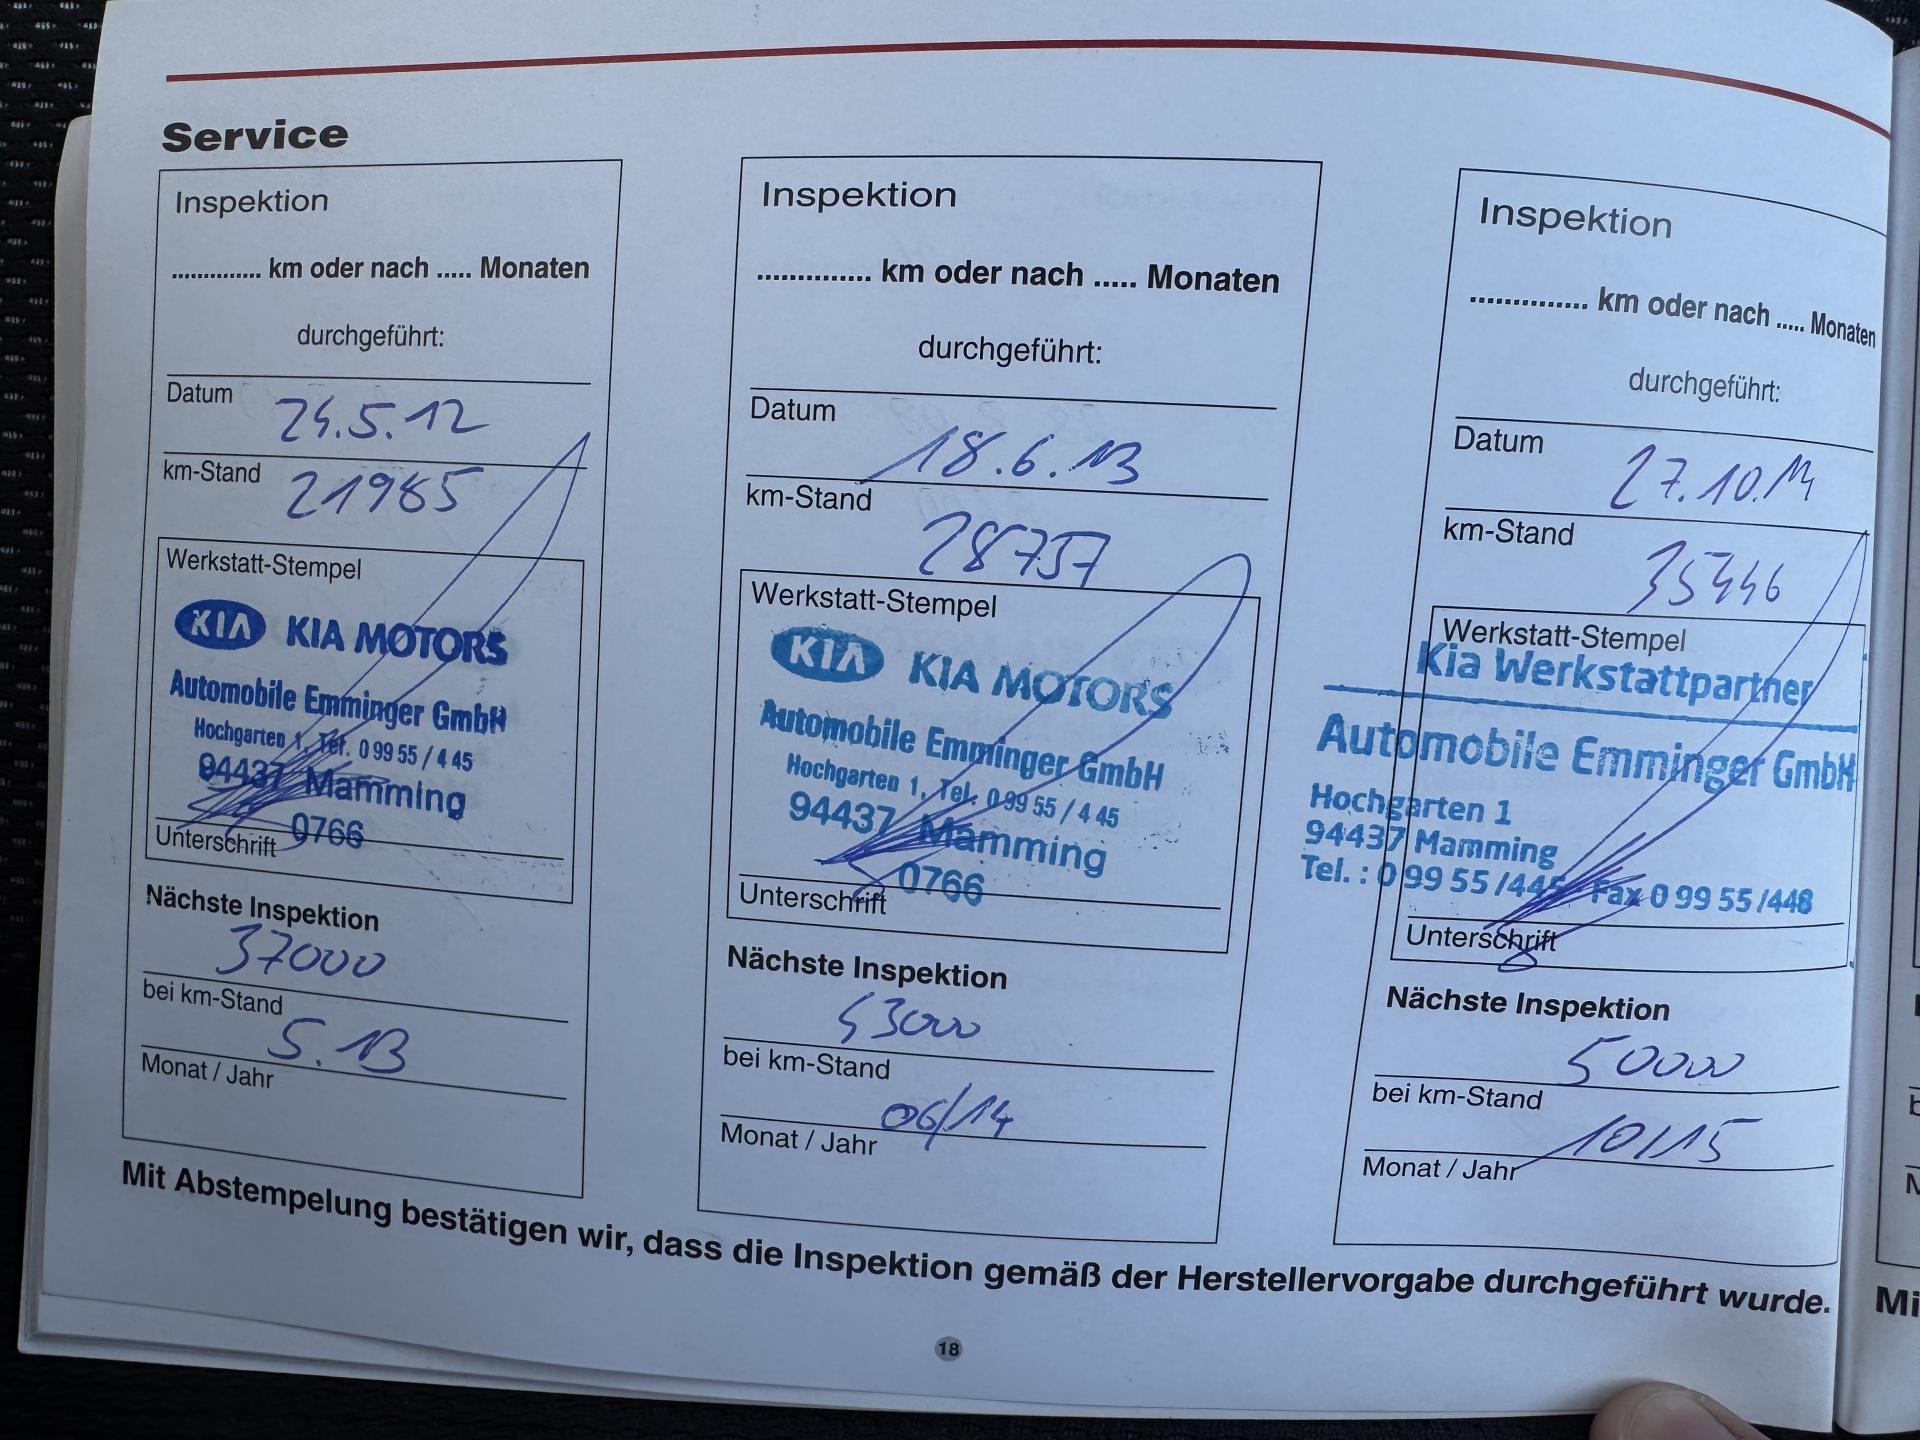 Service
Inspektion
.............. km oder nach ..... Monaten
durchgeführt:
Datum 24.5.12
km-Stand 21985
Werkstatt-Stempel
KIA KIA MOTORS
Automobile Emminger GmbH
Hochgarten 1, Tel. 0 99 55 / 4 45
94437 Mamming
0766
Unterschrift
Nächste Inspektion
37000
bei km-Stand
5.13
Monat / Jahr
Inspektion
.............. km oder nach ..... Monaten
durchgeführt:
Datum 18.6.13
km-Stand 28757
Werkstatt-Stempel
KIA KIA MOTORS
Automobile Emminger GmbH
Hochgarten 1, Tel. 0 99 55 / 4 45
94437 Mamming
0766
Unterschrift
Nächste Inspektion
43000
bei km-Stand
06/14
Monat / Jahr
Inspektion
.............. km oder nach ..... Monaten
durchgeführt:
Datum 27.10.14
km-Stand 35446
Werkstatt-Stempel
Kia Werkstattpartner
Automobile Emminger GmbH
Hochgarten 1
94437 Mamming
Tel. : 0 99 55 /445 Fax 0 99 55 /448
Unterschrift
Nächste Inspektion
50000
bei km-Stand
10/15
Monat / Jahr
Mit Abstempelung bestätigen wir, dass die Inspektion gemäß der Herstellervorgabe durchgeführt wurde.
18
Mi